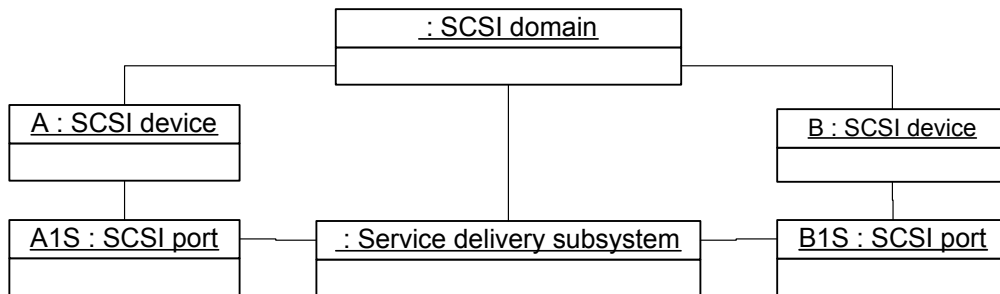 : SCSI domain
A : SCSI device
B : SCSI device
A1S : SCSI port
: Service delivery subsystem
B1S : SCSI port